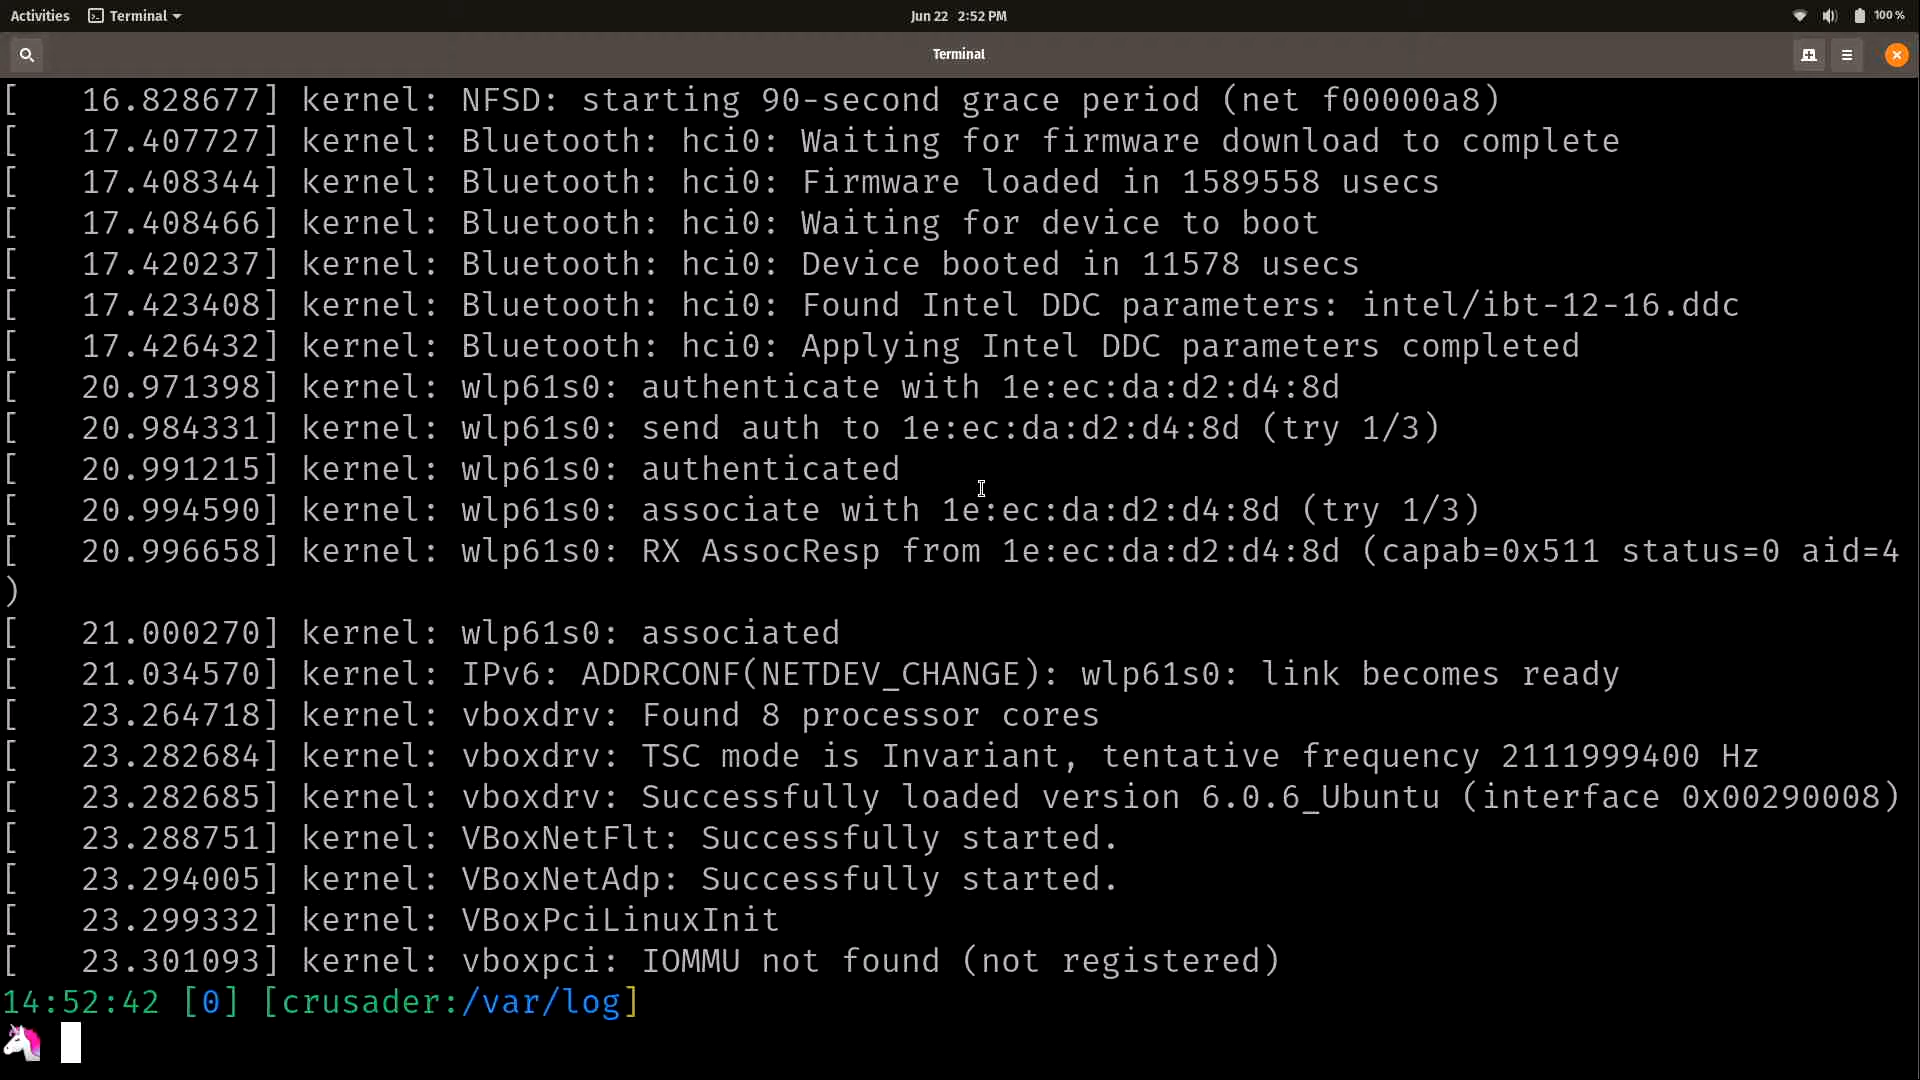 Activities Terminal Jun 22 2:52 PM 100 %
Terminal
[   16.828677] kernel: NFSD: starting 90-second grace period (net f00000a8)
[   17.407727] kernel: Bluetooth: hci0: Waiting for firmware download to complete
[   17.408344] kernel: Bluetooth: hci0: Firmware loaded in 1589558 usecs
[   17.408466] kernel: Bluetooth: hci0: Waiting for device to boot
[   17.420237] kernel: Bluetooth: hci0: Device booted in 11578 usecs
[   17.423408] kernel: Bluetooth: hci0: Found Intel DDC parameters: intel/ibt-12-16.ddc
[   17.426432] kernel: Bluetooth: hci0: Applying Intel DDC parameters completed
[   20.971398] kernel: wlp61s0: authenticate with 1e:ec:da:d2:d4:8d
[   20.984331] kernel: wlp61s0: send auth to 1e:ec:da:d2:d4:8d (try 1/3)
[   20.991215] kernel: wlp61s0: authenticated
[   20.994590] kernel: wlp61s0: associate with 1e:ec:da:d2:d4:8d (try 1/3)
[   20.996658] kernel: wlp61s0: RX AssocResp from 1e:ec:da:d2:d4:8d (capab=0x511 status=0 aid=4
)
[   21.000270] kernel: wlp61s0: associated
[   21.034570] kernel: IPv6: ADDRCONF(NETDEV_CHANGE): wlp61s0: link becomes ready
[   23.264718] kernel: vboxdrv: Found 8 processor cores
[   23.282684] kernel: vboxdrv: TSC mode is Invariant, tentative frequency 2111999400 Hz
[   23.282685] kernel: vboxdrv: Successfully loaded version 6.0.6_Ubuntu (interface 0x00290008)
[   23.288751] kernel: VBoxNetFlt: Successfully started.
[   23.294005] kernel: VBoxNetAdp: Successfully started.
[   23.299332] kernel: VBoxPciLinuxInit
[   23.301093] kernel: vboxpci: IOMMU not found (not registered)
14:52:42 [0] [crusader:/var/log]